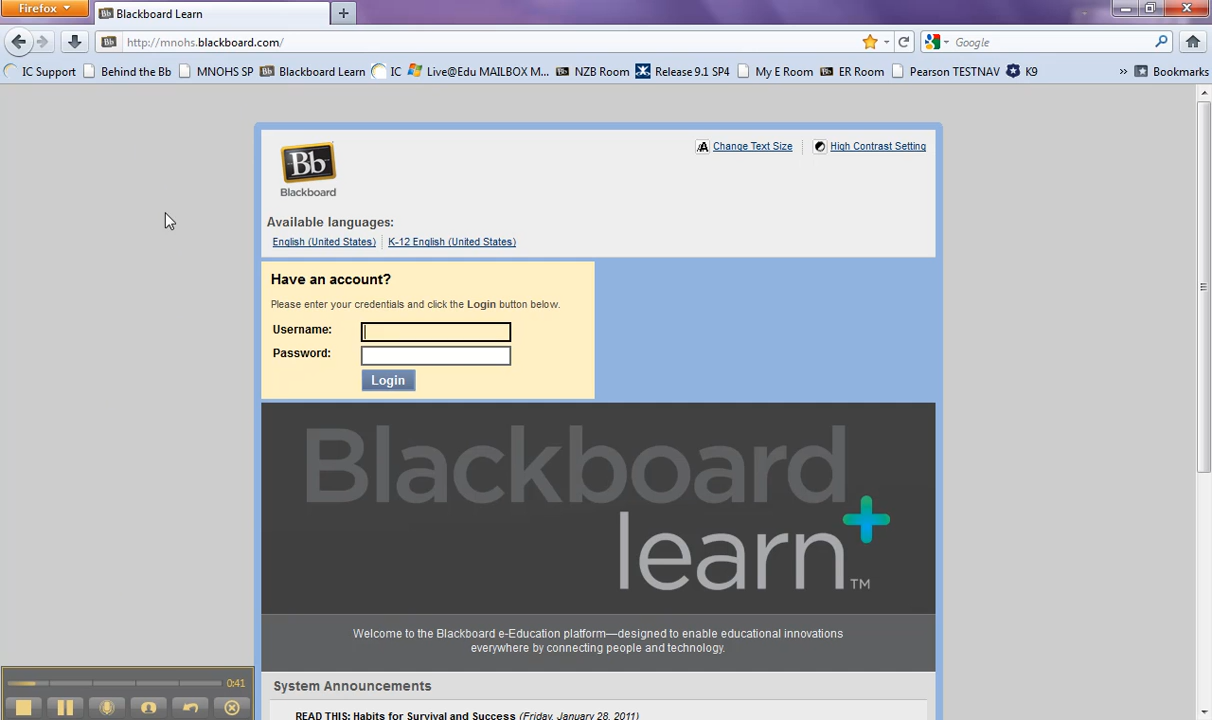 Firefox
Blackboard Learn
http://mnohs.blackboard.com/
Google
IC Support
Behind the Bb
MNOHS SP
Blackboard Learn
IC
Live@Edu MAILBOX M...
NZB Room
Release 9.1 SP4
My E Room
ER Room
Pearson TESTNAV
K9
»
Bookmarks
Bb
Blackboard
Change Text Size
High Contrast Setting
Available languages:
English (United States)
K-12 English (United States)
Have an account?
Please enter your credentials and click the Login button below.
Username:
Password:
Login
Blackboard
learn+™
Welcome to the Blackboard e-Education platform—designed to enable educational innovations
everywhere by connecting people and technology.
0:41
System Announcements
READ THIS: Habits for Survival and Success (Friday, January 28, 2011)